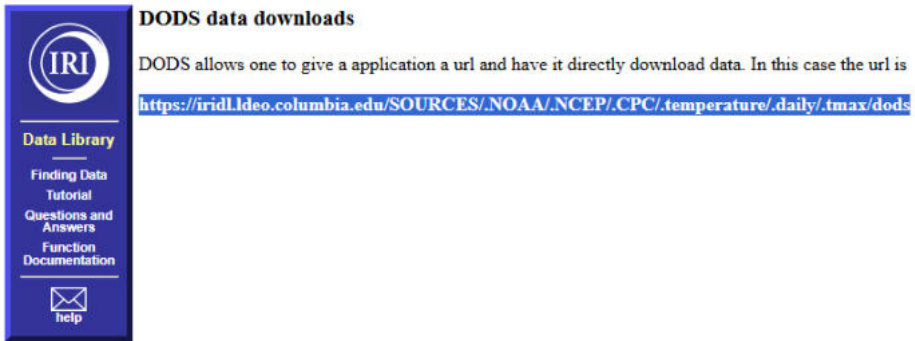 DODS data downloads
IRI
DODS allows one to give a application a url and have it directly download data. In this case the url is
https://iridl.ldeo.columbia.edu/SOURCES/.NOAA/.NCEP/.CPC/.temperature/.daily/.tmax/dods
Data Library
Finding Data
Tutorial
Questions and
Answers
Function
Documentation
help